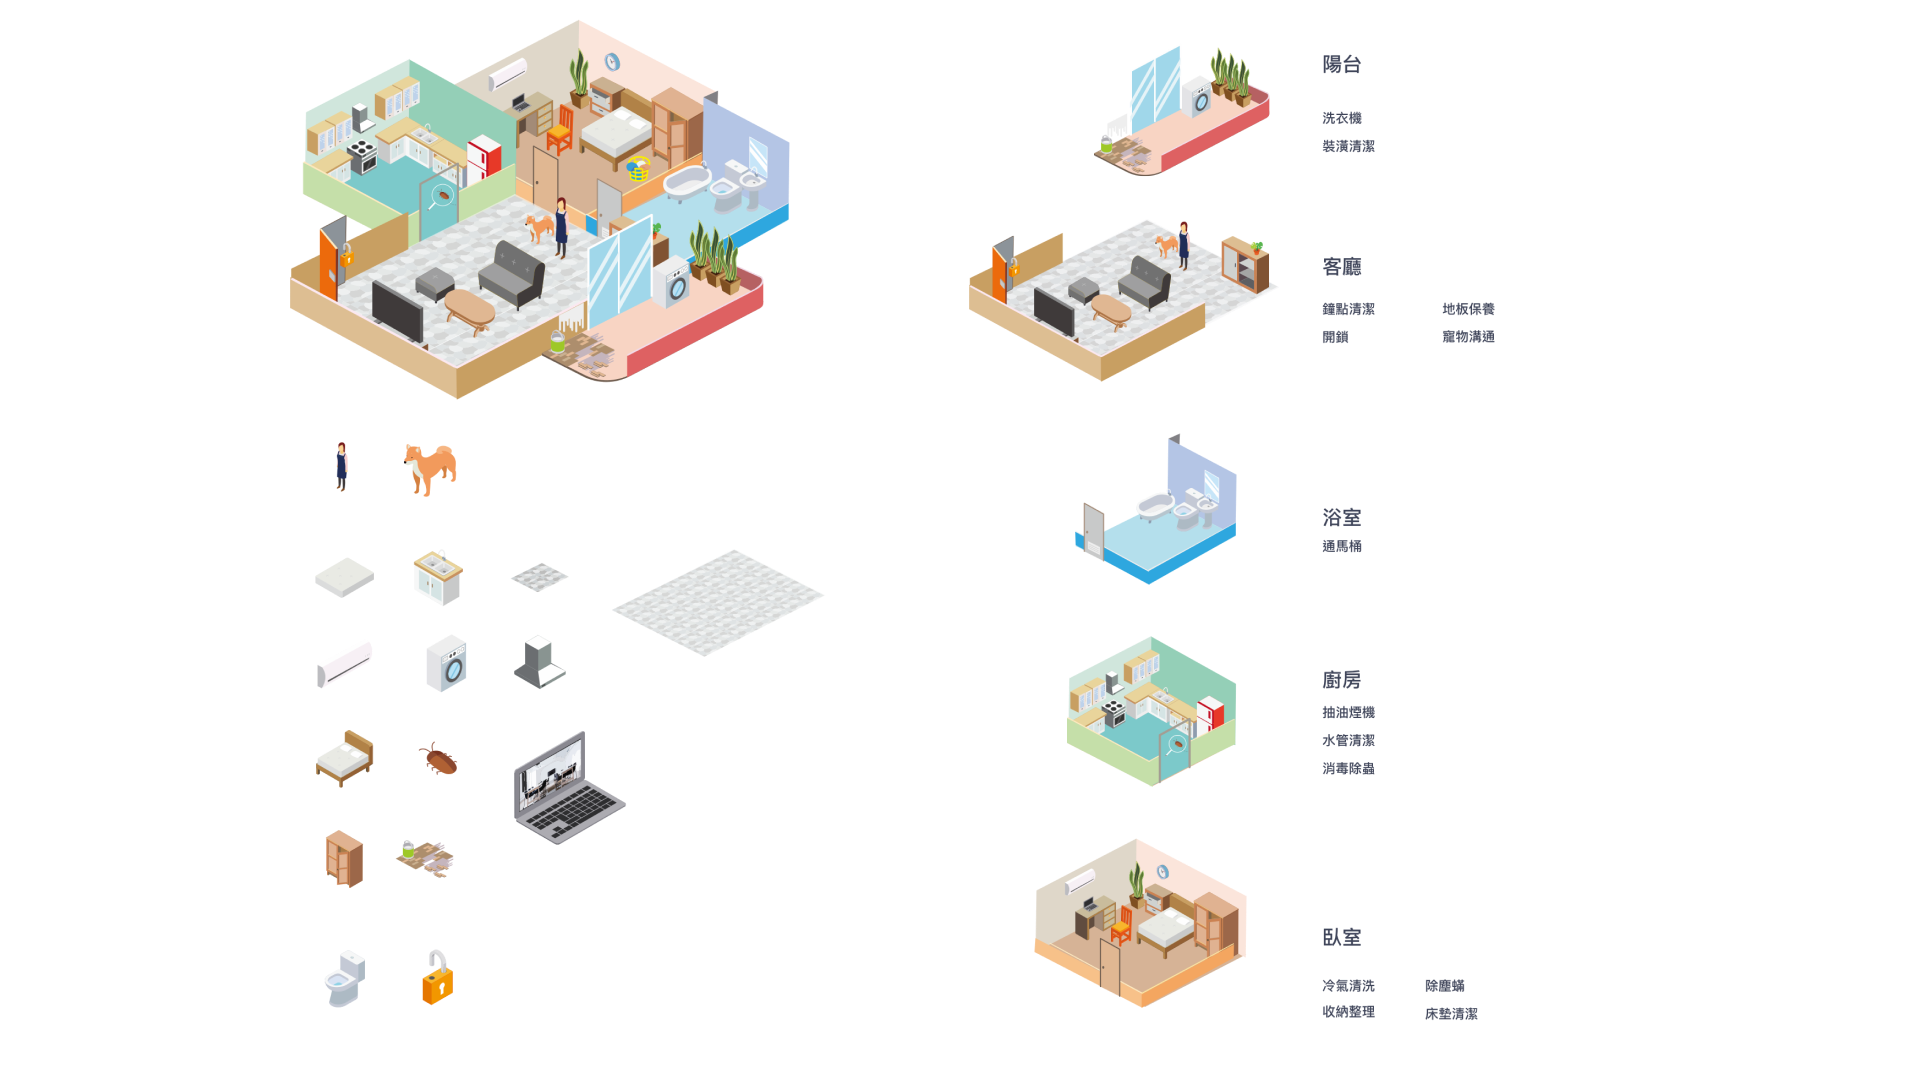 陽台
洗衣機
裝潢清潔
客廳
鐘點清潔
地板保養
開鎖
寵物溝通
浴室
通馬桶
廚房
抽油煙機
水管清潔
消毒除蟲
臥室
冷氣清洗
除塵蟎
收納整理
床墊清潔